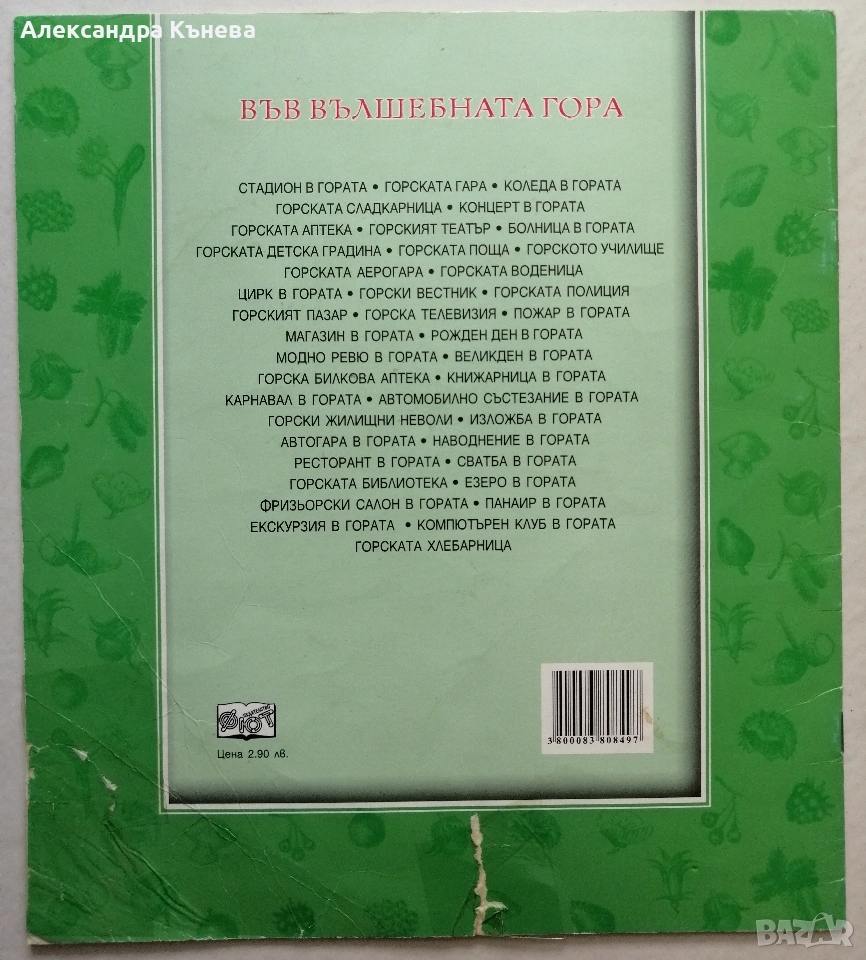 Александра Кънева
ВЪВ ВЪЛШЕБНАТА ГОРА
СТАДИОН В ГОРАТА • ГОРСКАТА ГАРА • КОЛЕДА В ГОРАТА
ГОРСКАТА СЛАДКАРНИЦА • КОНЦЕРТ В ГОРАТА
ГОРСКАТА АПТЕКА • ГОРСКИЯТ ТЕАТЪР • БОЛНИЦА В ГОРАТА
ГОРСКАТА ДЕТСКА ГРАДИНА • ГОРСКАТА ПОЩА • ГОРСКОТО УЧИЛИЩЕ
ГОРСКАТА АЕРОГАРА • ГОРСКАТА ВОДЕНИЦА
ЦИРК В ГОРАТА • ГОРСКИ ВЕСТНИК • ГОРСКАТА ПОЛИЦИЯ
ГОРСКИЯТ ПАЗАР • ГОРСКА ТЕЛЕВИЗИЯ • ПОЖАР В ГОРАТА
МАГАЗИН В ГОРАТА • РОЖДЕН ДЕН В ГОРАТА
МОДНО РЕВЮ В ГОРАТА • ВЕЛИКДЕН В ГОРАТА
ГОРСКА БИЛКОВА АПТЕКА • КНИЖАРНИЦА В ГОРАТА
КАРНАВАЛ В ГОРАТА • АВТОМОБИЛНО СЪСТЕЗАНИЕ В ГОРАТА
ГОРСКИ ЖИЛИЩНИ НЕВОЛИ • ИЗЛОЖБА В ГОРАТА
АВТОГАРА В ГОРАТА • НАВОДНЕНИЕ В ГОРАТА
РЕСТОРАНТ В ГОРАТА • СВАТБА В ГОРАТА
ГОРСКАТА БИБЛИОТЕКА • ЕЗЕРО В ГОРАТА
ФРИЗЬОРСКИ САЛОН В ГОРАТА • ПАНАИР В ГОРАТА
ЕКСКУРЗИЯ В ГОРАТА • КОМПЮТЪРЕН КЛУБ В ГОРАТА
ГОРСКАТА ХЛЕБАРНИЦА
ИЗДАТЕЛСТВО
ФЮТ
Цена 2.90 лв.
3 800083 808497
BAZAR